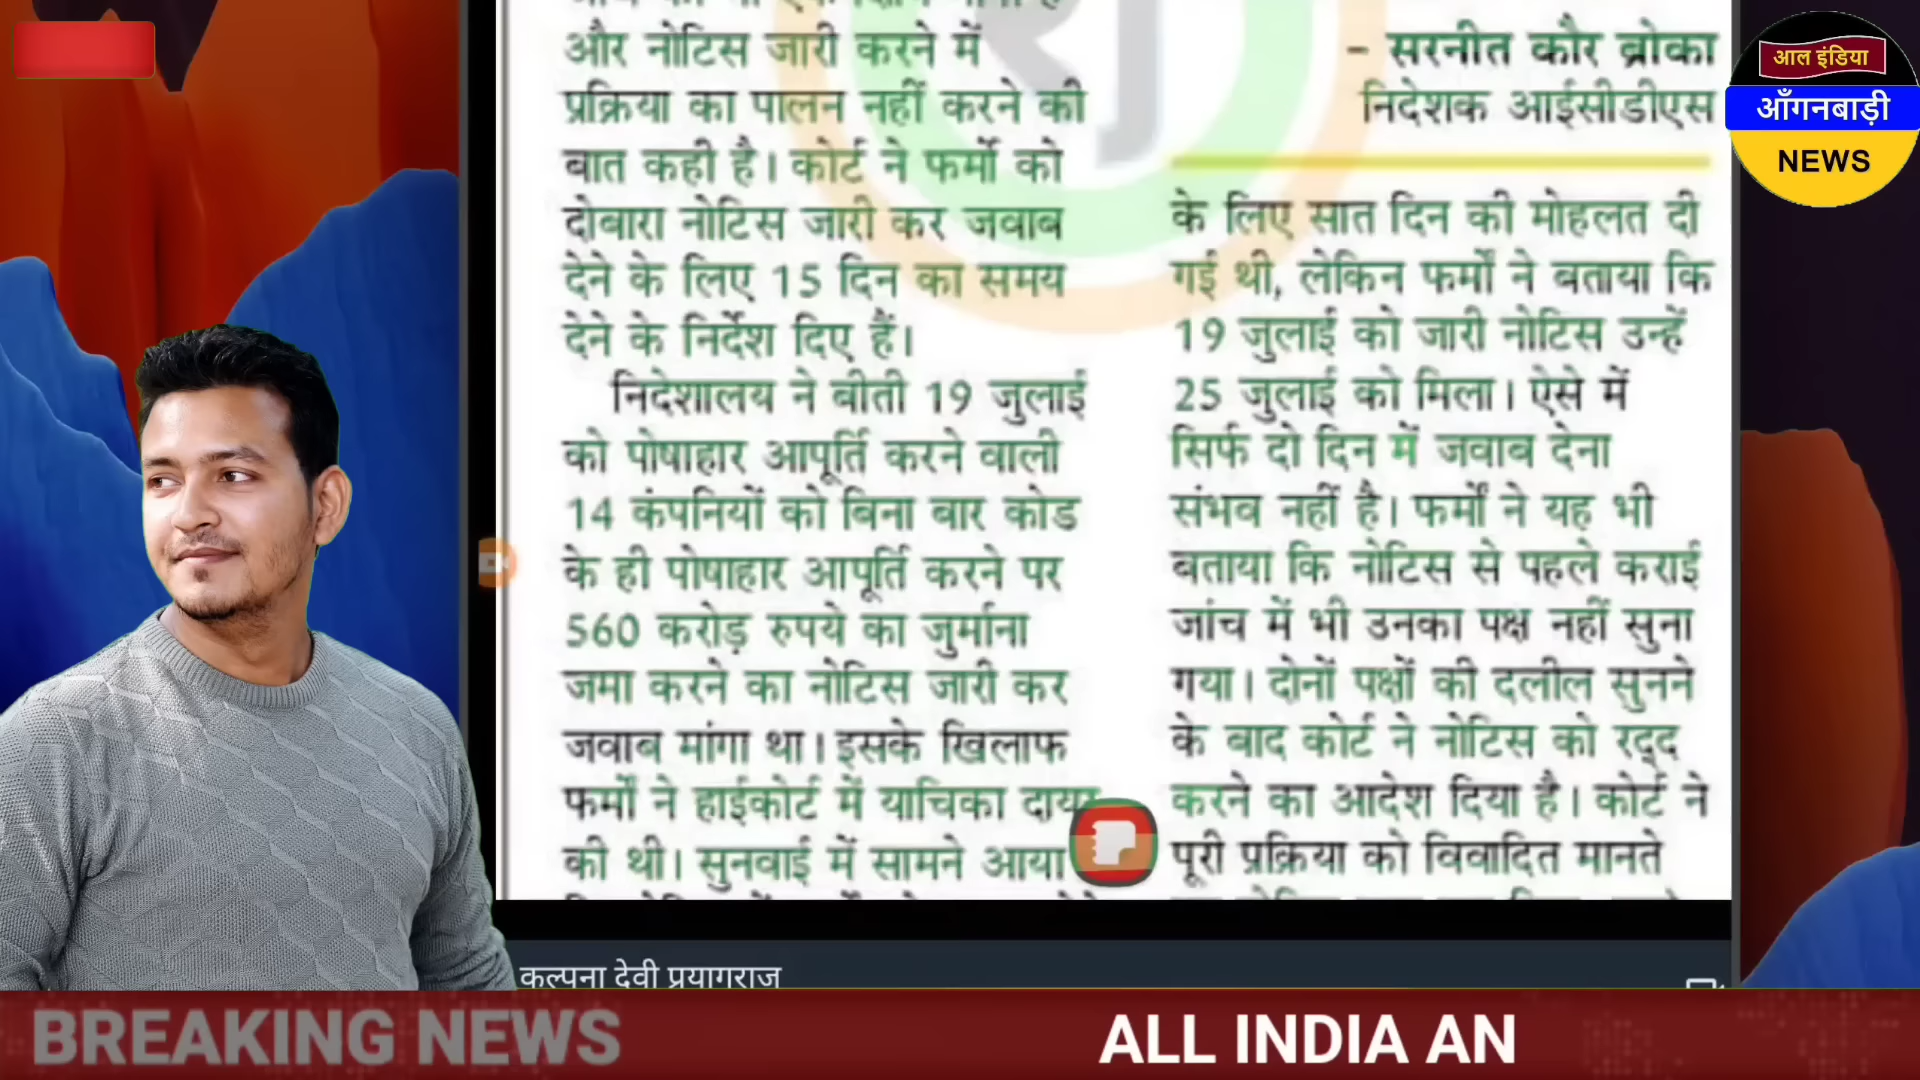 और नोटिस जारी करने में
प्रक्रिया का पालन नहीं करने की
बात कही है। कोर्ट ने फर्मो को
दोबारा नोटिस जारी कर जवाब
देने के लिए 15 दिन का समय
देने के निर्देश दिए हैं।
निदेशालय ने बीती 19 जुलाई
को पोषाहार आपूर्ति करने वाली
14 कंपनियों को बिना बार कोड
के ही पोषाहार आपूर्ति करने पर
560 करोड़ रुपये का जुर्माना
जमा करने का नोटिस जारी कर
जवाब मांगा था। इसके खिलाफ
फर्मों ने हाईकोर्ट में याचिका दायर
की थी। सुनवाई में सामने आया
- सरनीत कौर ब्रोका
निदेशक आईसीडीएस
के लिए सात दिन की मोहलत दी
गई थी, लेकिन फर्मों ने बताया कि
19 जुलाई को जारी नोटिस उन्हें
25 जुलाई को मिला। ऐसे में
सिर्फ दो दिन में जवाब देना
संभव नहीं है। फर्मों ने यह भी
बताया कि नोटिस से पहले कराई
जांच में भी उनका पक्ष नहीं सुना
गया। दोनों पक्षों की दलील सुनने
के बाद कोर्ट ने नोटिस को रद्द
करने का आदेश दिया है। कोर्ट ने
पूरी प्रक्रिया को विवादित मानते
आल इंडिया
आँगनबाड़ी
NEWS
कल्पना देवी प्रयागराज
BREAKING NEWS
ALL INDIA AN